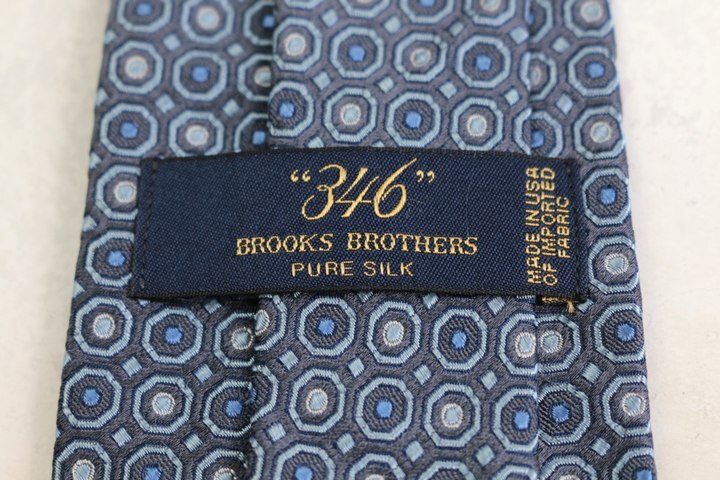 "346"
BROOKS BROTHERS
PURE SILK
MADE IN USA
OF IMPORTED
FABRIC